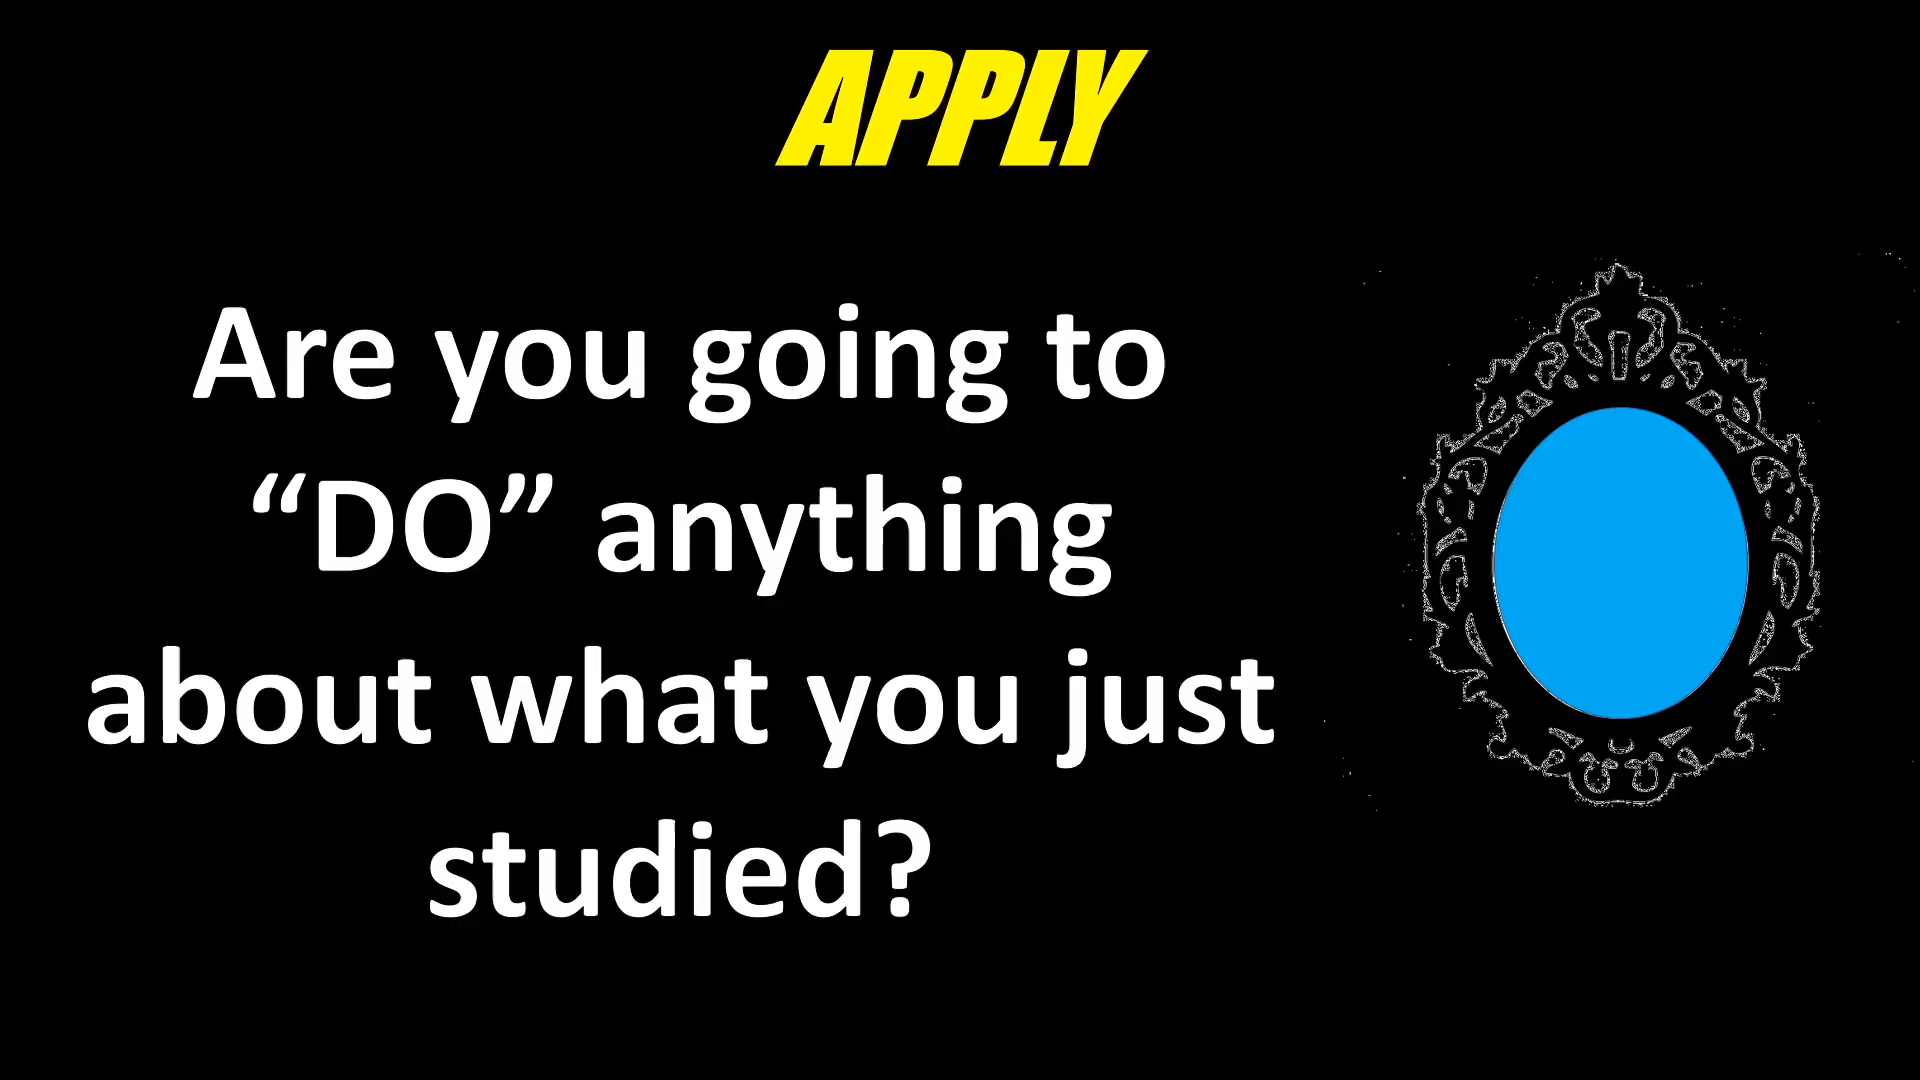 APPLY
Are you going to
“DO” anything
about what you just
studied?